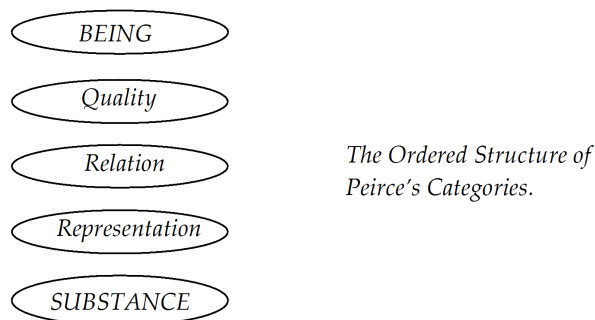 BEING
Quality
Relation
Representation
SUBSTANCE
The Ordered Structure of
Peirce's Categories.